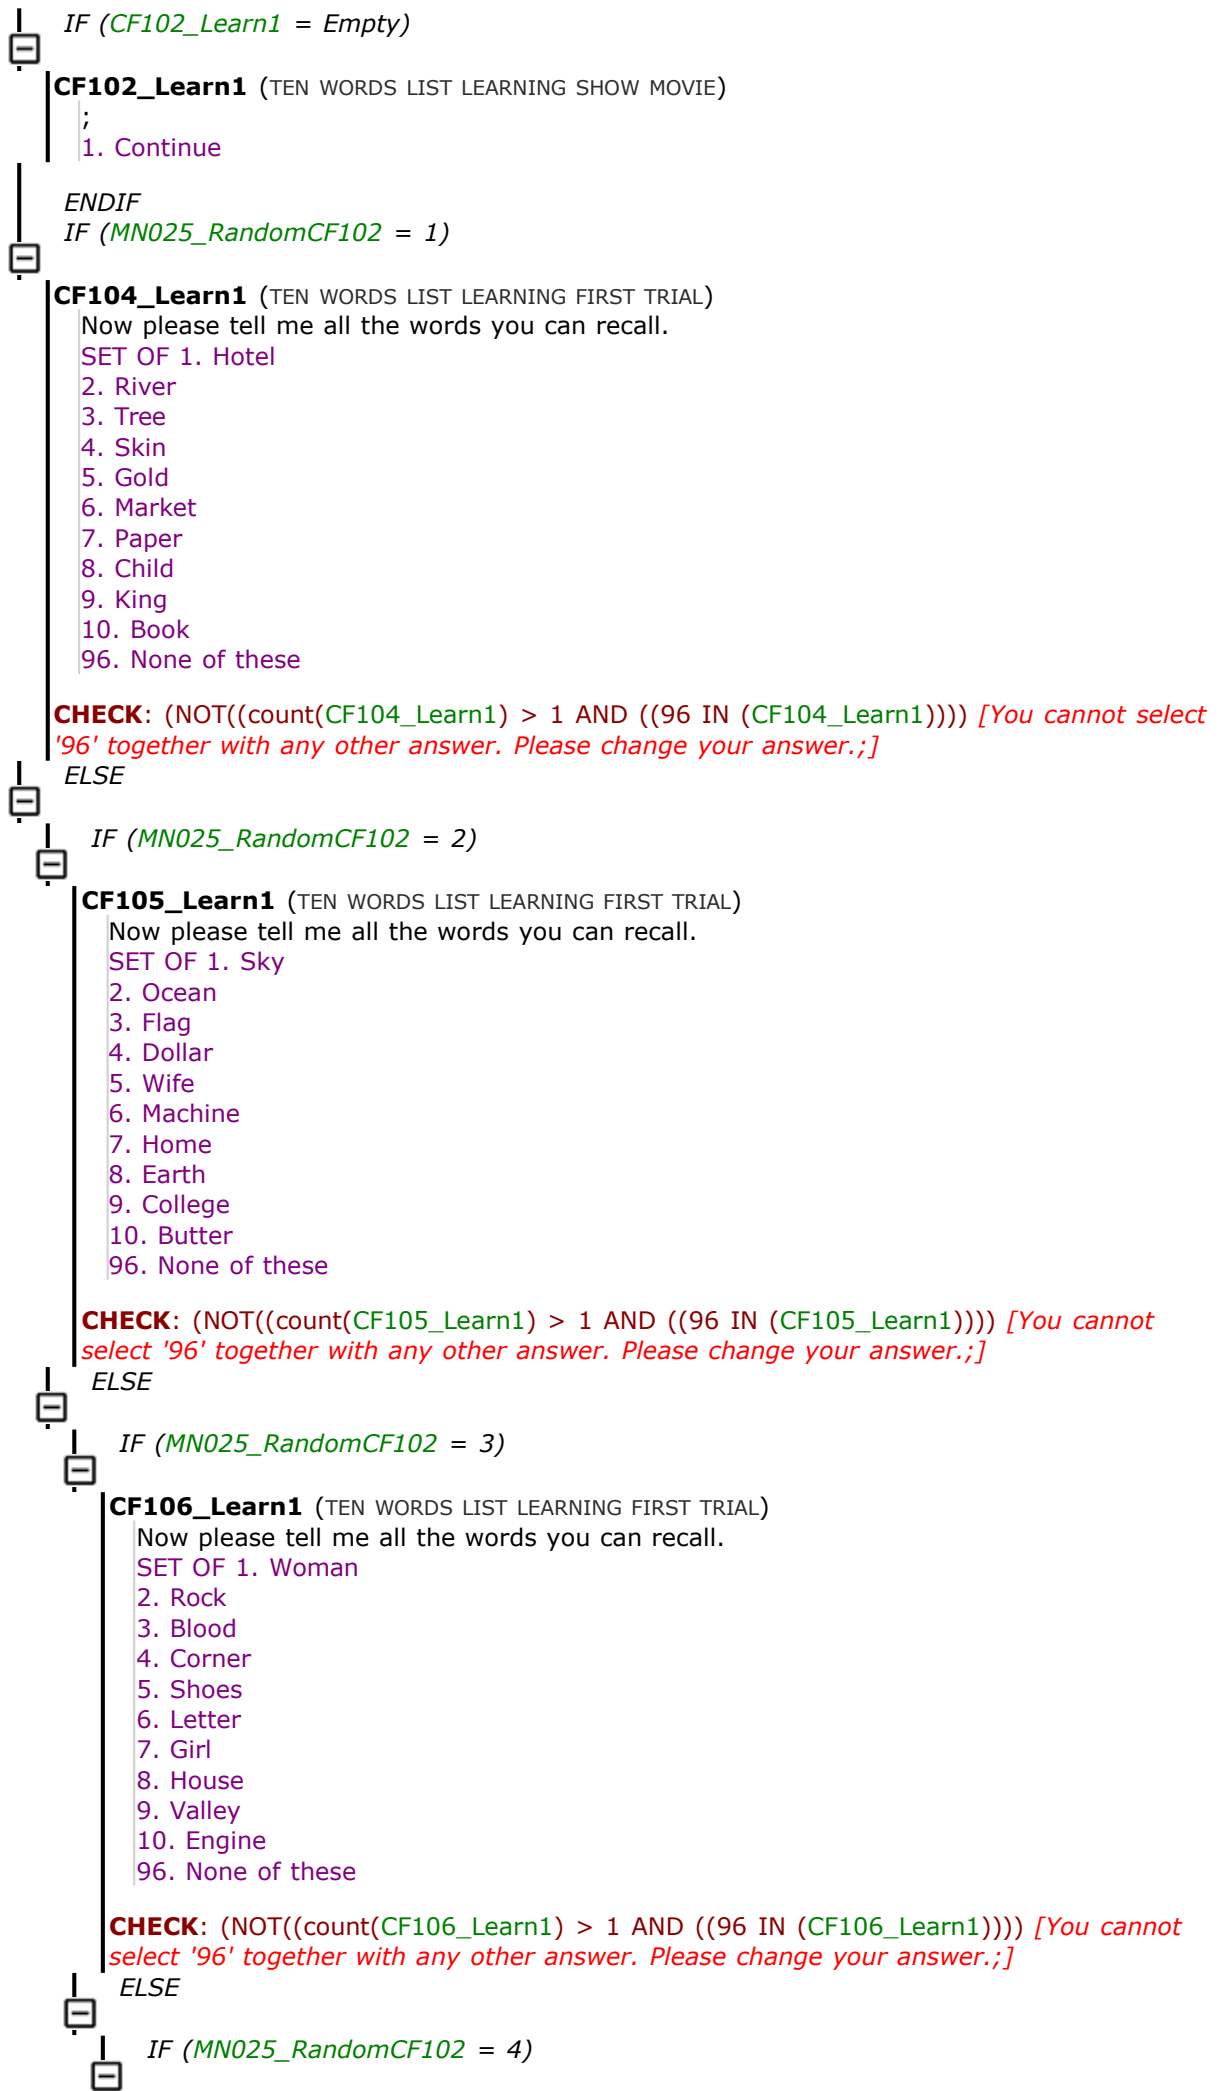 IF (CF102_Learn1 = Empty)
CF102_Learn1 (TEN WORDS LIST LEARNING SHOW MOVIE)
;
1. Continue
ENDIF
IF (MN025_RandomCF102 = 1)
CF104_Learn1 (TEN WORDS LIST LEARNING FIRST TRIAL)
Now please tell me all the words you can recall.
SET OF 1. Hotel
2. River
3. Tree
4. Skin
5. Gold
6. Market
7. Paper
8. Child
9. King
10. Book
96. None of these
CHECK: (NOT((count(CF104_Learn1) > 1 AND ((96 IN (CF104_Learn1)))) [You cannot select
'96' together with any other answer. Please change your answer.;]
ELSE
IF (MN025_RandomCF102 = 2)
CF105_Learn1 (TEN WORDS LIST LEARNING FIRST TRIAL)
Now please tell me all the words you can recall.
SET OF 1. Sky
2. Ocean
3. Flag
4. Dollar
5. Wife
6. Machine
7. Home
8. Earth
9. College
10. Butter
96. None of these
CHECK: (NOT((count(CF105_Learn1) > 1 AND ((96 IN (CF105_Learn1)))) [You cannot
select '96' together with any other answer. Please change your answer.;]
ELSE
IF (MN025_RandomCF102 = 3)
CF106_Learn1 (TEN WORDS LIST LEARNING FIRST TRIAL)
Now please tell me all the words you can recall.
SET OF 1. Woman
2. Rock
3. Blood
4. Corner
5. Shoes
6. Letter
7. Girl
8. House
9. Valley
10. Engine
96. None of these
CHECK: (NOT((count(CF106_Learn1) > 1 AND ((96 IN (CF106_Learn1)))) [You cannot
select '96' together with any other answer. Please change your answer.;]
ELSE
IF (MN025_RandomCF102 = 4)